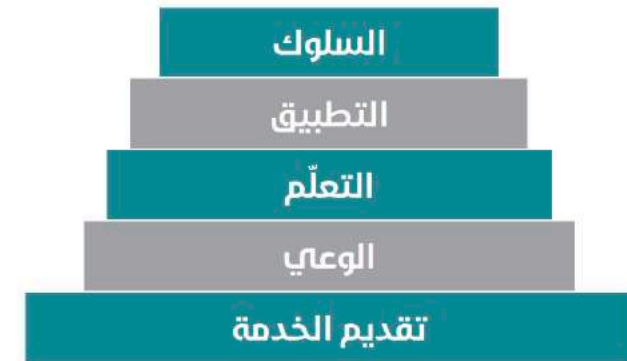 السلوك
التطبيق
التعلّم
الوعي
تقديم الخدمة